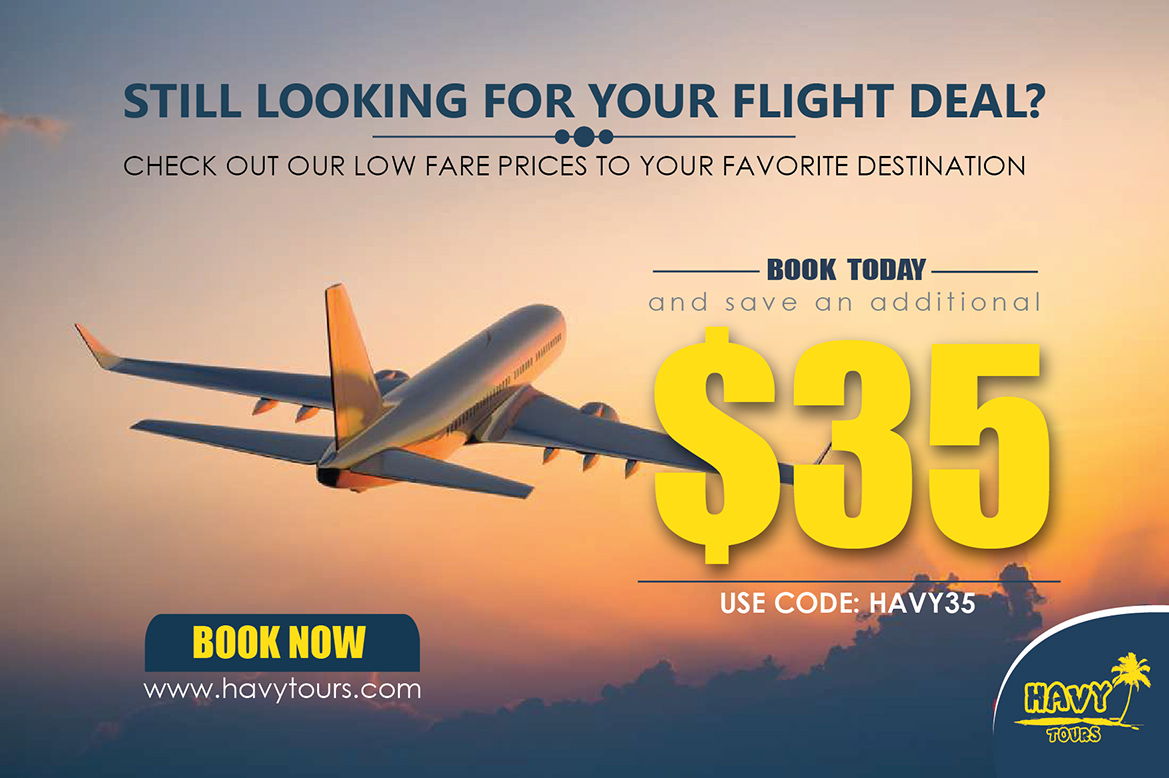 STILL LOOKING FOR YOUR FLIGHT DEAL?
CHECK OUT OUR LOW FARE PRICES TO YOUR FAVORITE DESTINATION
BOOK TODAY
and save an additional
$35
USE CODE: HAVY35
BOOK NOW
www.havytours.com
HAVY
TOURS